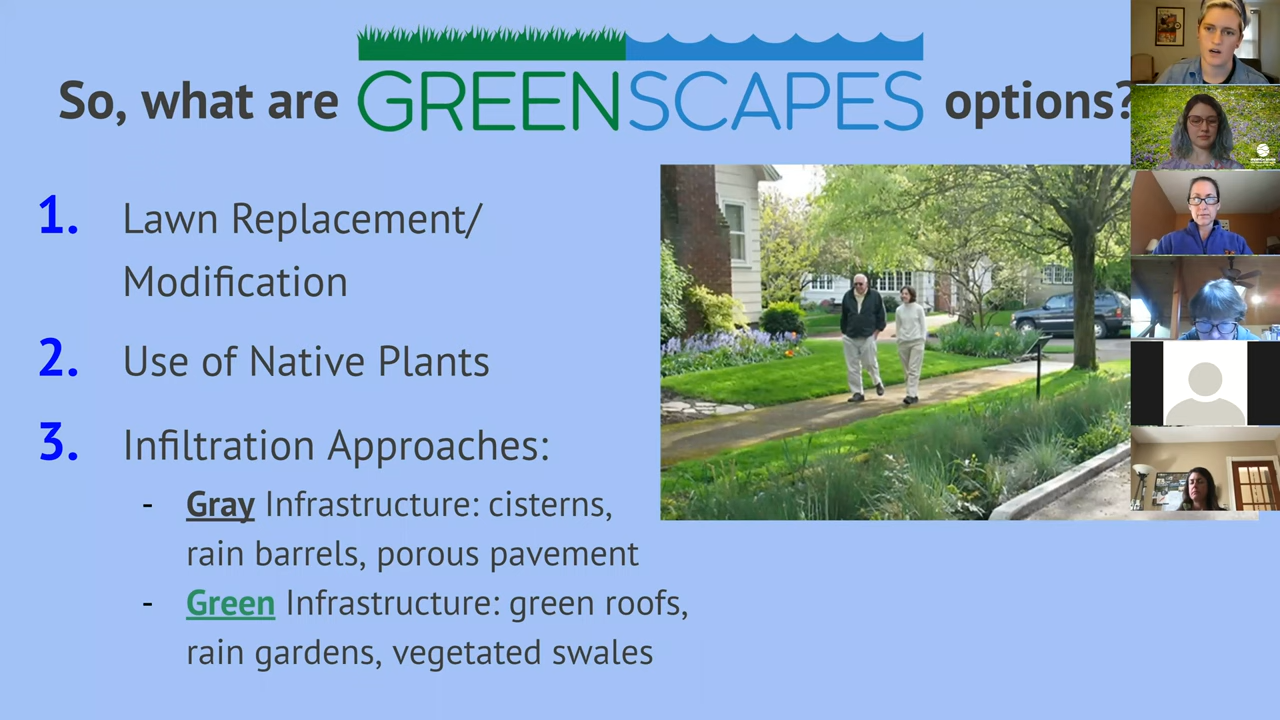 So, what are GREENSCAPES options?
1. Lawn Replacement/
Modification
2. Use of Native Plants
3. Infiltration Approaches:
- Gray Infrastructure: cisterns,
rain barrels, porous pavement
- Green Infrastructure: green roofs,
rain gardens, vegetated swales